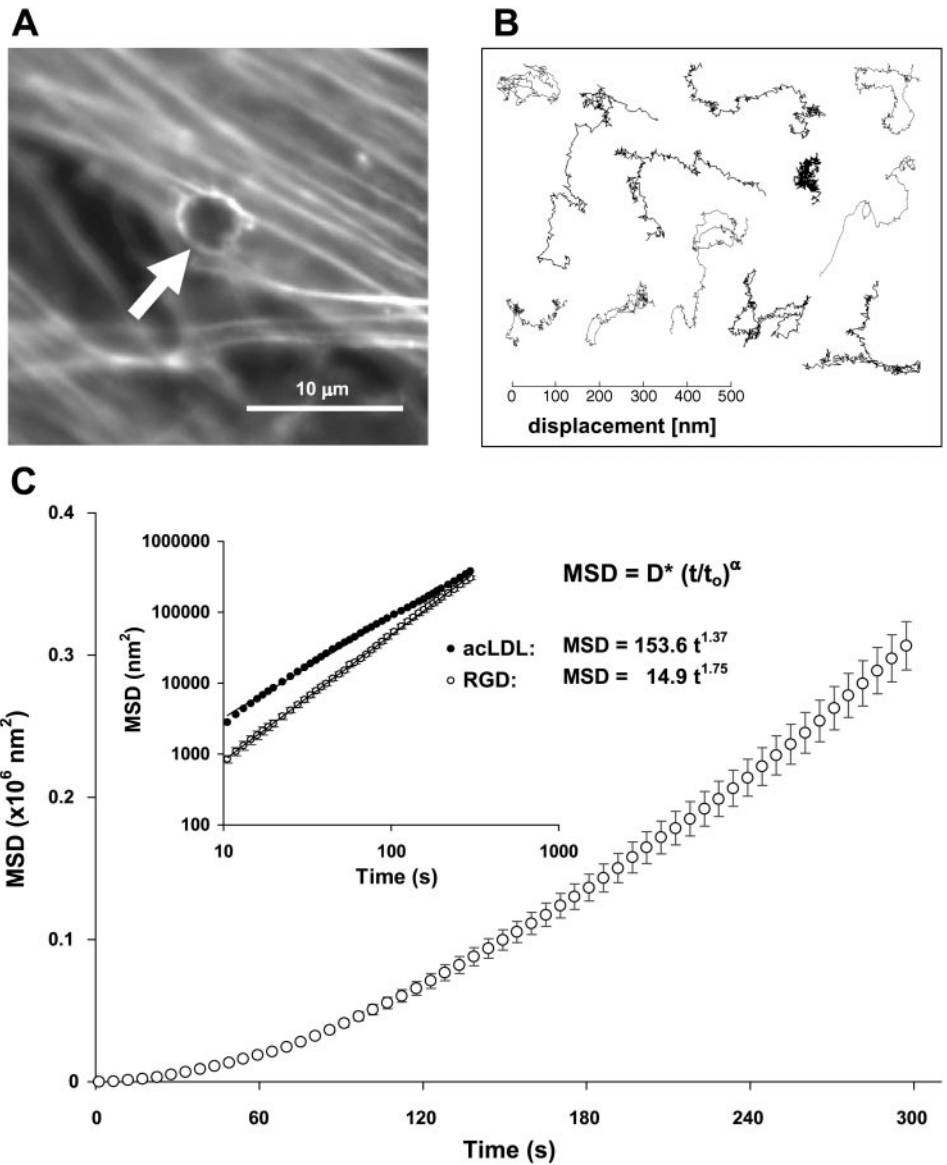 A
10 µm
B
0 100 200 300 400 500
displacement [nm]
C
MSD (x10⁶ nm²)
0.4
0.3
0.2
0.1
0
0 60 120 180 240 300
Time (s)
MSD (nm²)
1000000
100000
10000
1000
100
10 100 1000
Time (s)
MSD = D* (t/tₒ)^α
acLDL: MSD = 153.6 t^1.37
RGD: MSD = 14.9 t^1.75